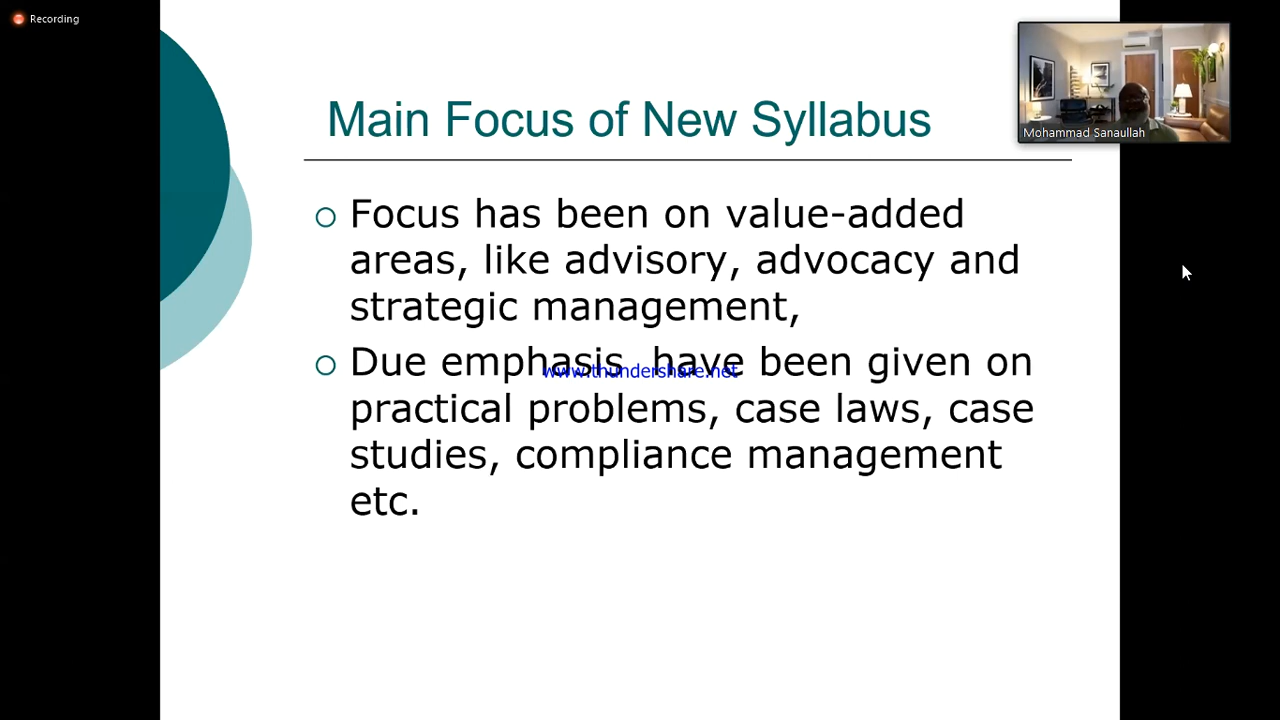 Recording
Main Focus of New Syllabus
Mohammad Sanaullah
Focus has been on value-added
areas, like advisory, advocacy and
strategic management,
Due emphasis have been given on
www.thundershare.net
practical problems, case laws, case
studies, compliance management
etc.